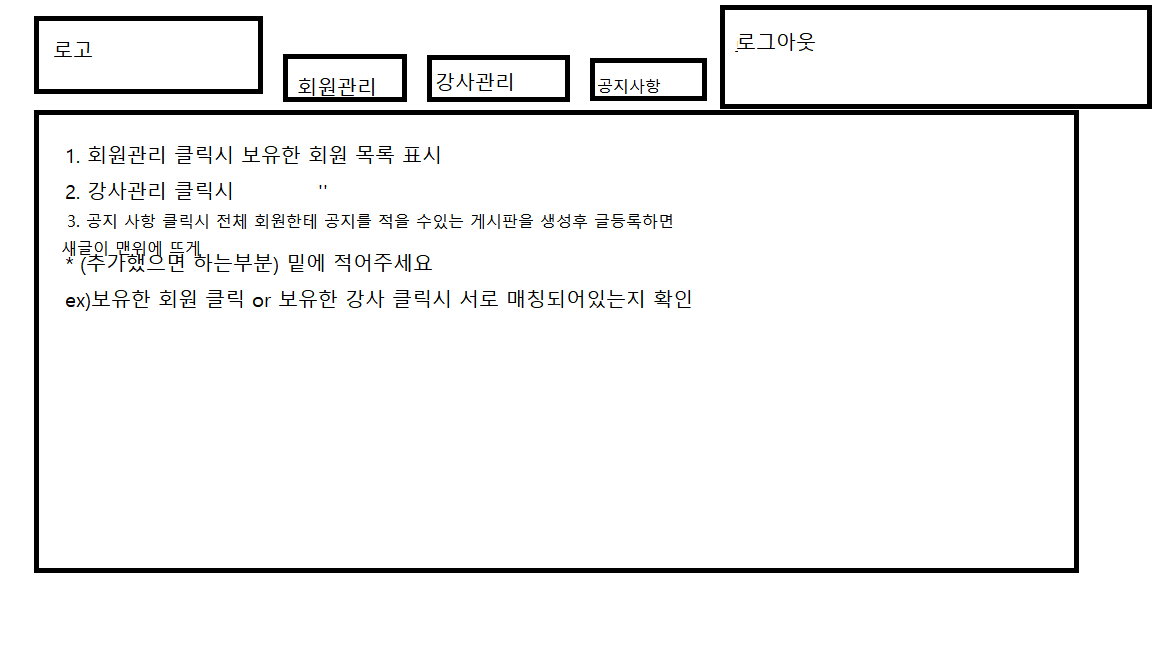 로고
로그아웃
회원관리
강사관리
공지사항
1. 회원관리 클릭시 보유한 회원 목록 표시
2. 강사관리 클릭시 ''
3. 공지 사항 클릭시 전체 회원한테 공지를 적을 수있는 게시판을 생성후 글등록하면
새글이 맨위에 뜨게
* (추가했으면 하는부분) 밑에 적어주세요
ex)보유한 회원 클릭 or 보유한 강사 클릭시 서로 매칭되어있는지 확인